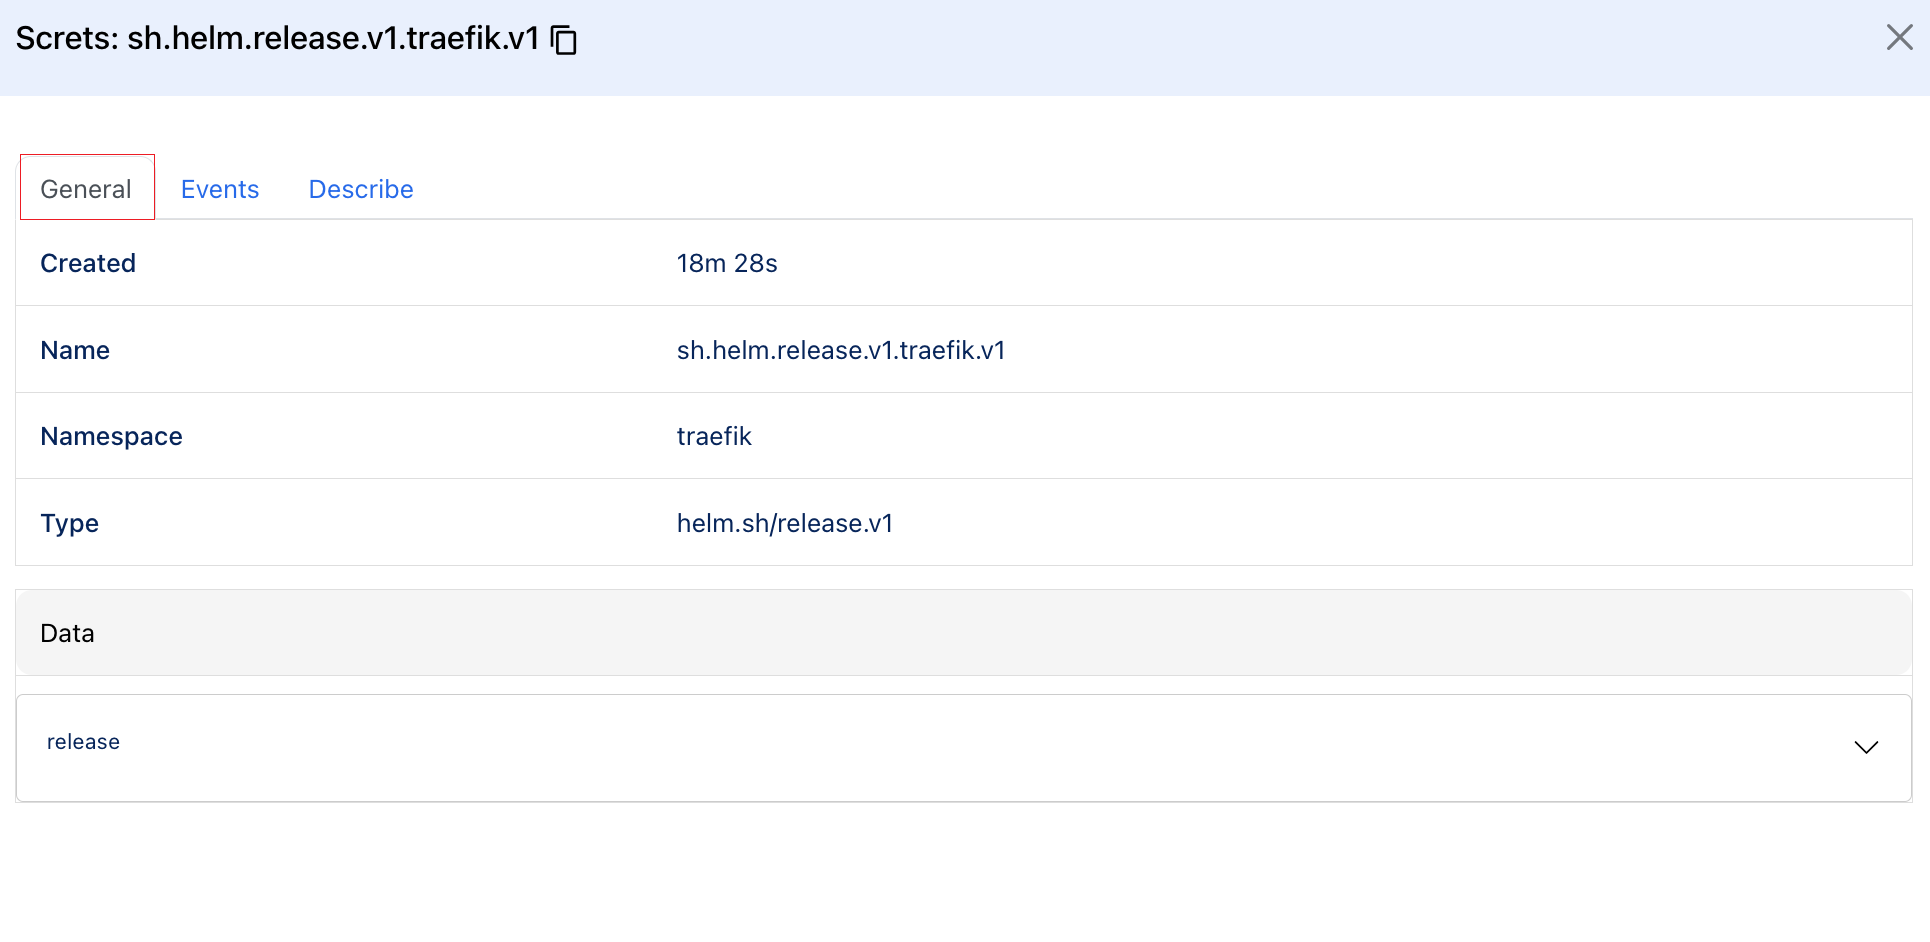 Screts: sh.helm.release.v1.traefik.v1
General Events Describe
Created 18m 28s
Name sh.helm.release.v1.traefik.v1
Namespace traefik
Type helm.sh/release.v1
Data
release